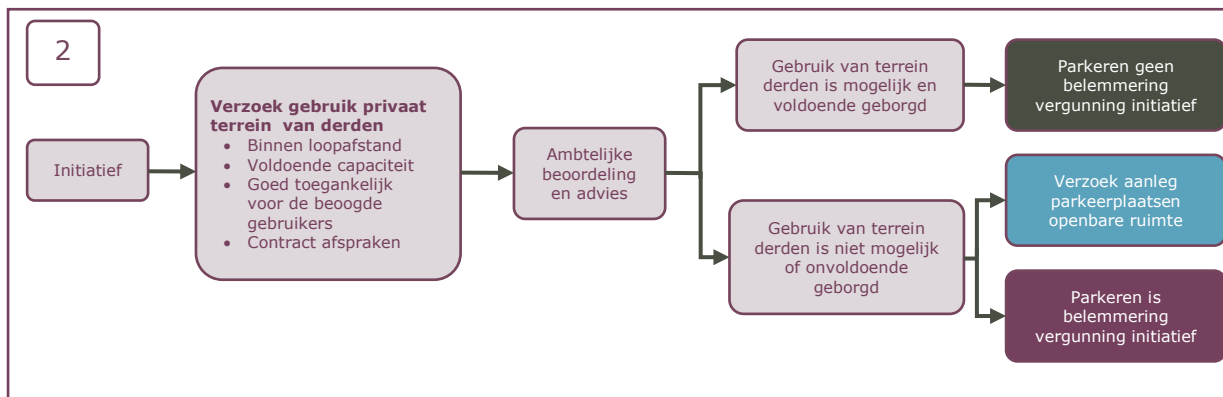 2
Initiatief
Verzoek gebruik privaat
terrein van derden
• Binnen loopafstand
• Voldoende capaciteit
• Goed toegankelijk
voor de beoogde
gebruikers
• Contract afspraken
Ambtelijke
beoordeling
en advies
Gebruik van terrein
derden is mogelijk en
voldoende geborgd
Parkeren geen
belemmering
vergunning initiatief
Gebruik van terrein
derden is niet mogelijk
of onvoldoende
geborgd
Verzoek aanleg
parkeerplaatsen
openbare ruimte
Parkeren is
belemmering
vergunning initiatief